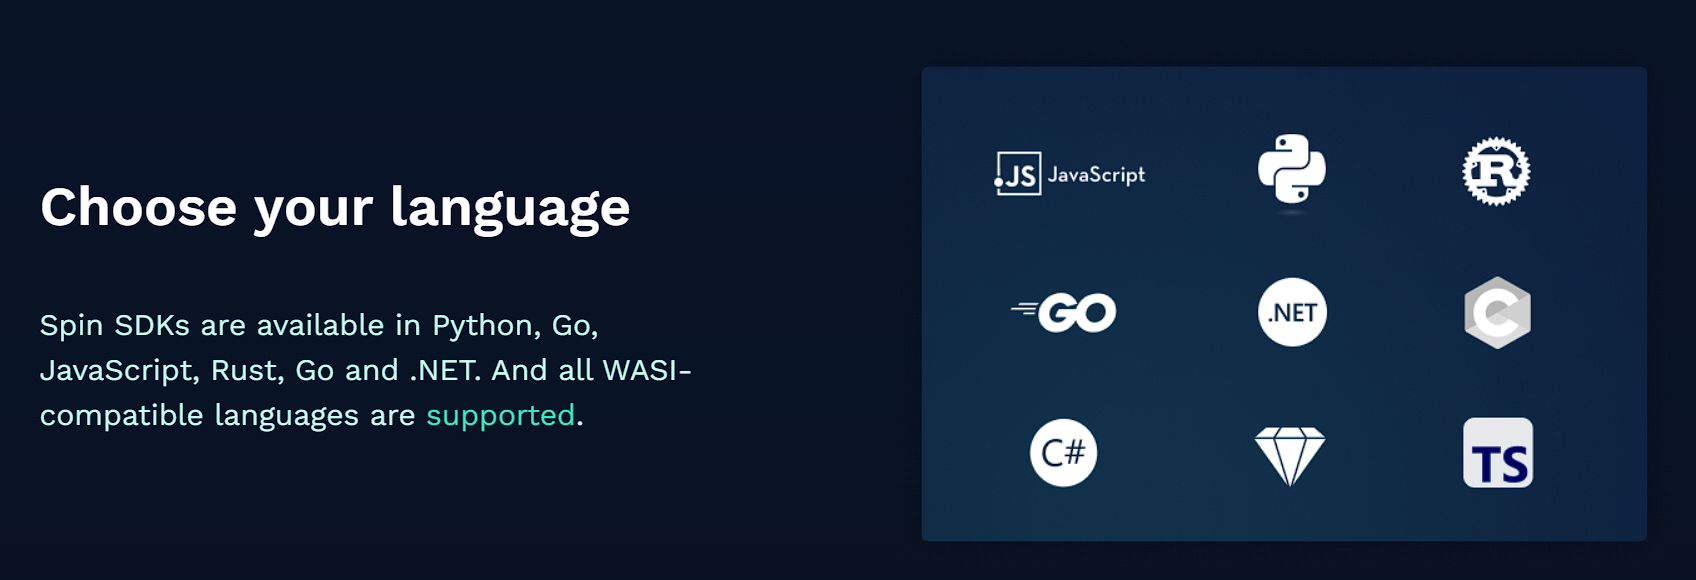 Choose your language
Spin SDKs are available in Python, Go,
JavaScript, Rust, Go and .NET. And all WASI-
compatible languages are supported.
.JS JavaScript
R
GO
.NET
C
C#
TS